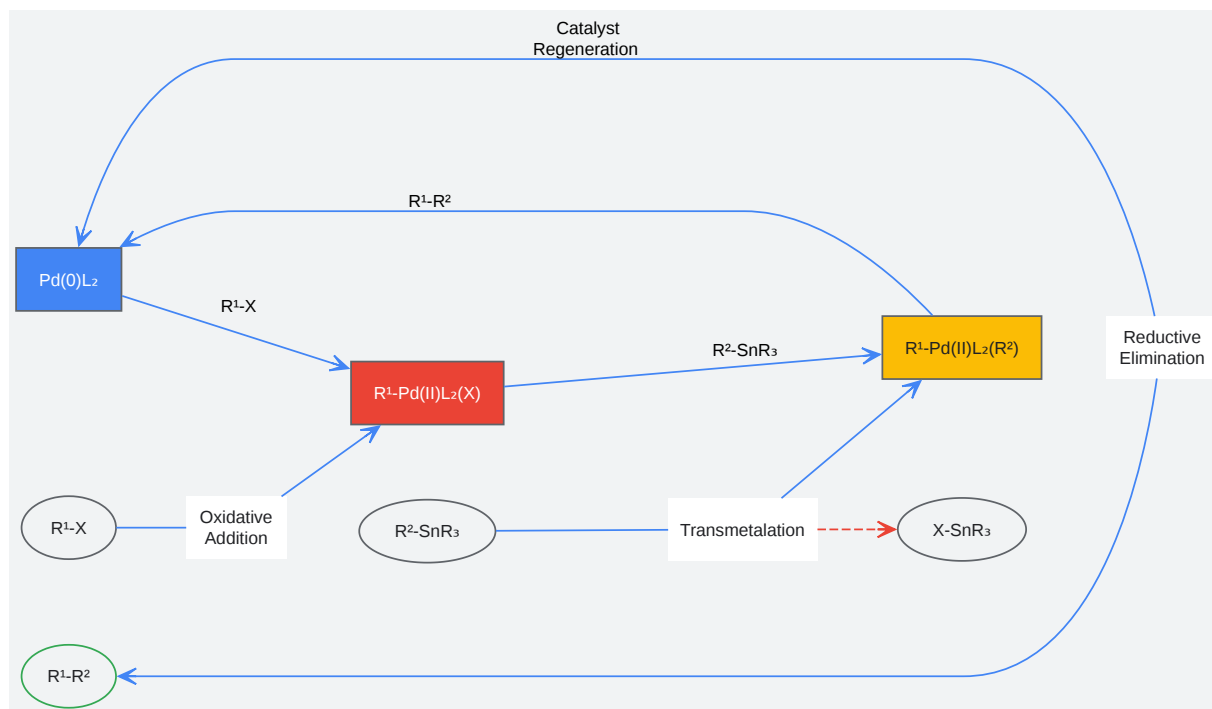 Catalyst
Regeneration
R¹-R²
Pd(0)L₂
R¹-X
R²-SnR₃
R¹-Pd(II)L₂(R²)
Reductive
Elimination
R¹-Pd(II)L₂(X)
R¹-X
Oxidative
Addition
R²-SnR₃
Transmetalation
X-SnR₃
R¹-R²